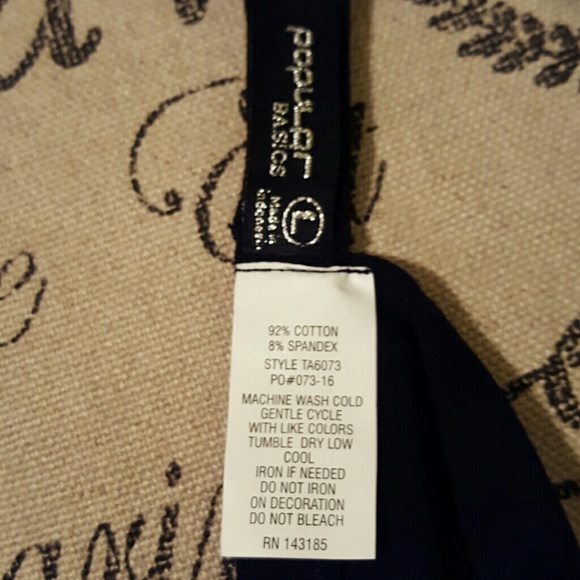 popular
BASICS
L
Made in
Indonesia
92% COTTON
8% SPANDEX
STYLE TA6073
PO#073-16
MACHINE WASH COLD
GENTLE CYCLE
WITH LIKE COLORS
TUMBLE DRY LOW
COOL
IRON IF NEEDED
DO NOT IRON
ON DECORATION
DO NOT BLEACH
RN 143185